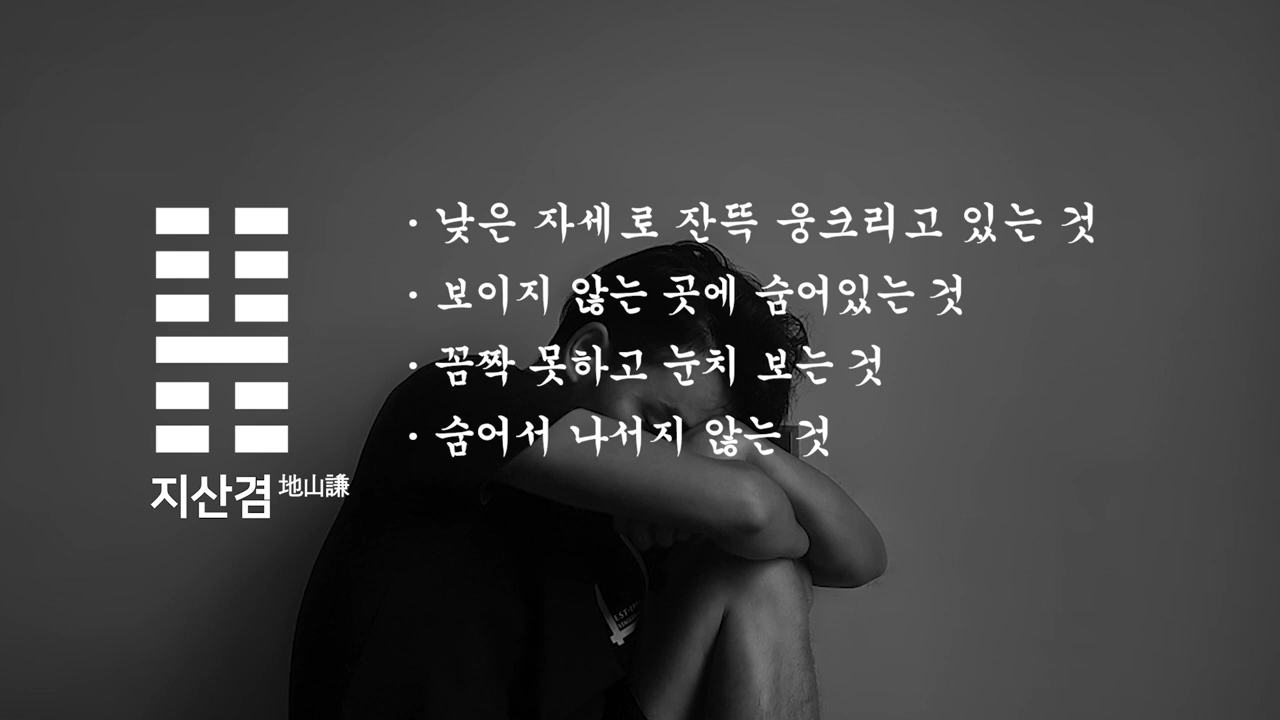 · 낮은 자세로 잔뜩 웅크리고 있는 것
· 보이지 않는 곳에 숨어있는 것
· 꼼짝 못하고 눈치 보는 것
· 숨어서 나서지 않는 것
지산겸 地山謙